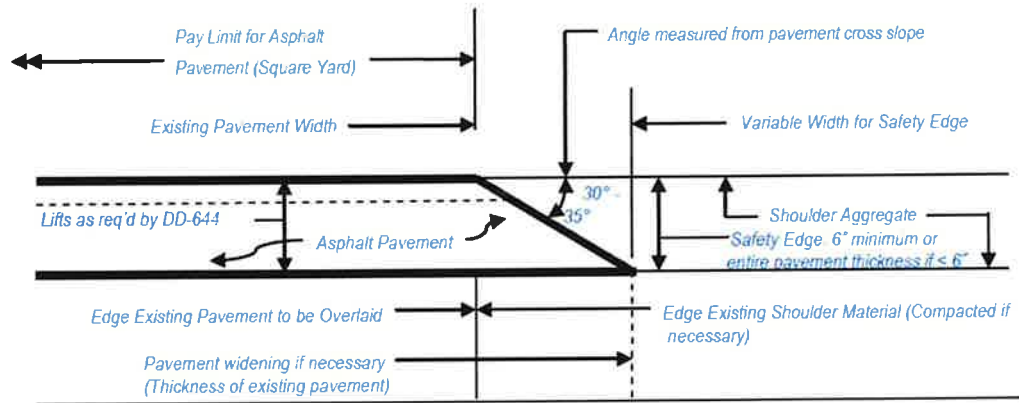 Pay Limit for Asphalt
Pavement (Square Yard)
Angle measured from pavement cross slope
Existing Pavement Width
Variable Width for Safety Edge
30° -
35°
Lifts as req'd by DD-644
Asphalt Pavement
Shoulder Aggregate
Safety Edge 6" minimum or
entire pavement thickness if < 6"
Edge Existing Pavement to be Overlaid
Edge Existing Shoulder Material (Compacted if
necessary)
Pavement widening if necessary
(Thickness of existing pavement)